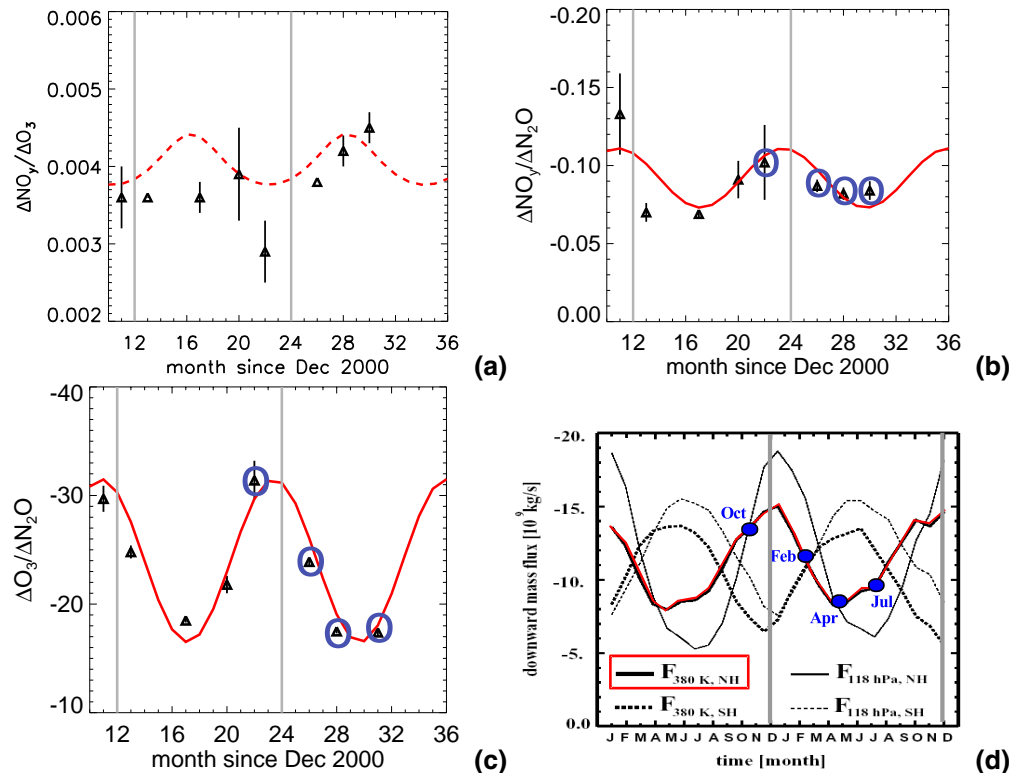 0.006
0.005
0.004
0.003
0.002
ΔNOy/ΔO3
12 16 20 24 28 32 36
month since Dec 2000
(a)
-0.20
-0.15
-0.10
-0.05
0.00
ΔNOy/ΔN2O
12 16 20 24 28 32 36
month since Dec 2000
(b)
-40
-30
-20
-10
ΔO3/ΔN2O
12 16 20 24 28 32 36
month since Dec 2000
(c)
-20.
-15.
-10.
-5.
0.0
downward mass flux [10^9 kg/s]
Oct
Feb
Apr
Jul
F380 K, NH
F118 hPa, NH
F380 K, SH
F118 hPa, SH
J F M A M J J A S O N D J F M A M J J A S O N D
time [month]
(d)